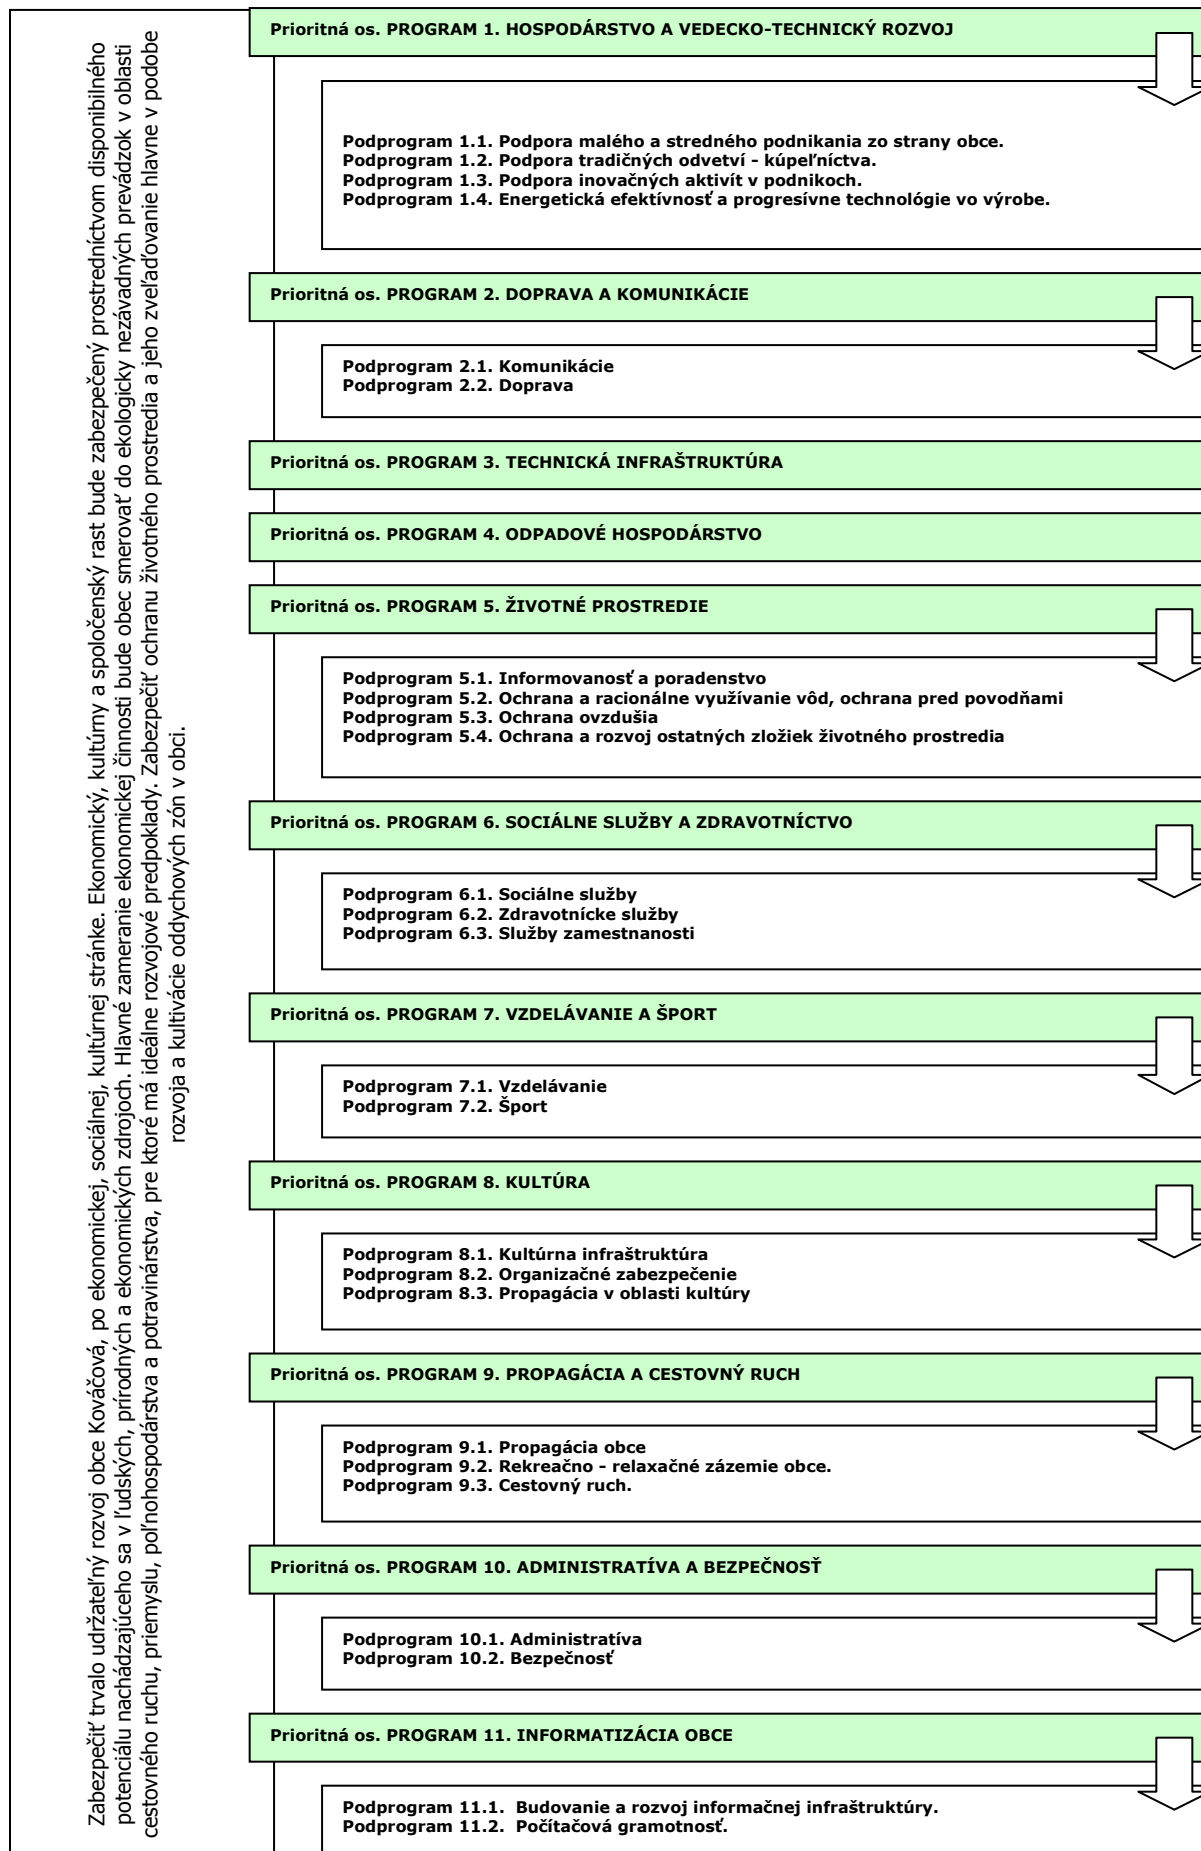 Zabezpečiť trvalo udržateľný rozvoj obce Kováčová, po ekonomickej, sociálnej, kultúrnej stránke. Ekonomický, kultúrny a spoločenský rast bude zabezpečený prostredníctvom disponibilného
potenciálu nachádzajúceho sa v ľudských, prírodných a ekonomických zdrojoch. Hlavné zameranie ekonomickej činnosti bude obec smerovať do ekologicky nezávadných prevádzok v oblasti
cestovného ruchu, priemyslu, poľnohospodárstva a potravinárstva, pre ktoré má ideálne rozvojové predpoklady. Zabezpečiť ochranu životného prostredia a jeho zveľaďovanie hlavne v podobe
rozvoja a kultivácie oddychových zón v obci.
Prioritná os. PROGRAM 1. HOSPODÁRSTVO A VEDECKO-TECHNICKÝ ROZVOJ
Podprogram 1.1. Podpora malého a stredného podnikania zo strany obce.
Podprogram 1.2. Podpora tradičných odvetví - kúpeľníctva.
Podprogram 1.3. Podpora inovačných aktivít v podnikoch.
Podprogram 1.4. Energetická efektívnosť a progresívne technológie vo výrobe.
Prioritná os. PROGRAM 2. DOPRAVA A KOMUNIKÁCIE
Podprogram 2.1. Komunikácie
Podprogram 2.2. Doprava
Prioritná os. PROGRAM 3. TECHNICKÁ INFRAŠTRUKTÚRA
Prioritná os. PROGRAM 4. ODPADOVÉ HOSPODÁRSTVO
Prioritná os. PROGRAM 5. ŽIVOTNÉ PROSTREDIE
Podprogram 5.1. Informovanosť a poradenstvo
Podprogram 5.2. Ochrana a racionálne využívanie vôd, ochrana pred povodňami
Podprogram 5.3. Ochrana ovzdušia
Podprogram 5.4. Ochrana a rozvoj ostatných zložiek životného prostredia
Prioritná os. PROGRAM 6. SOCIÁLNE SLUŽBY A ZDRAVOTNÍCTVO
Podprogram 6.1. Sociálne služby
Podprogram 6.2. Zdravotnícke služby
Podprogram 6.3. Služby zamestnanosti
Prioritná os. PROGRAM 7. VZDELÁVANIE A ŠPORT
Podprogram 7.1. Vzdelávanie
Podprogram 7.2. Šport
Prioritná os. PROGRAM 8. KULTÚRA
Podprogram 8.1. Kultúrna infraštruktúra
Podprogram 8.2. Organizačné zabezpečenie
Podprogram 8.3. Propagácia v oblasti kultúry
Prioritná os. PROGRAM 9. PROPAGÁCIA A CESTOVNÝ RUCH
Podprogram 9.1. Propagácia obce
Podprogram 9.2. Rekreačno - relaxačné zázemie obce.
Podprogram 9.3. Cestovný ruch.
Prioritná os. PROGRAM 10. ADMINISTRATÍVA A BEZPEČNOSŤ
Podprogram 10.1. Administratíva
Podprogram 10.2. Bezpečnosť
Prioritná os. PROGRAM 11. INFORMATIZÁCIA OBCE
Podprogram 11.1. Budovanie a rozvoj informačnej infraštruktúry.
Podprogram 11.2. Počítačová gramotnosť.